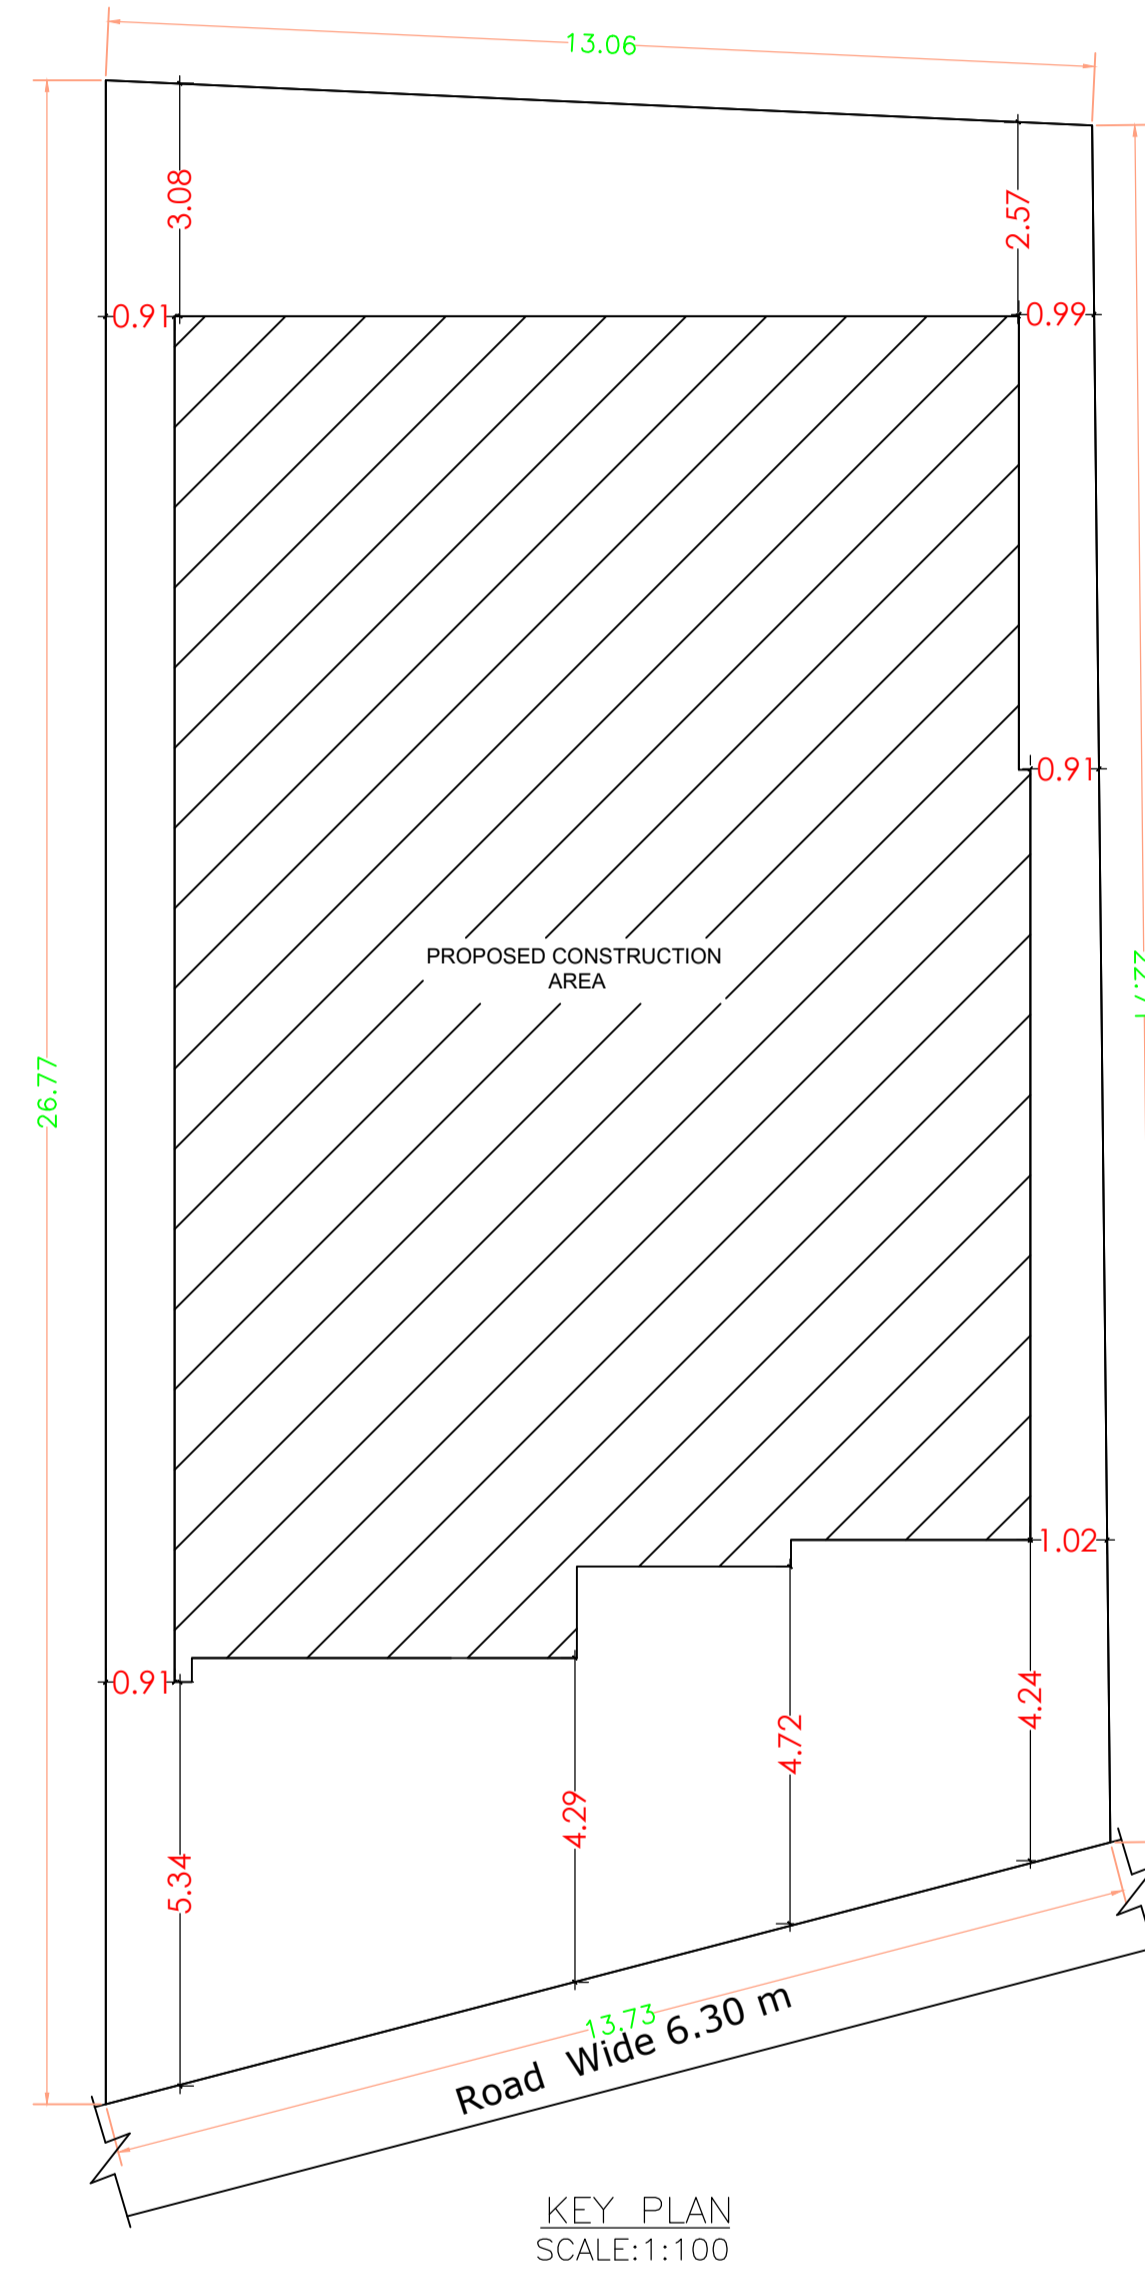 13.06
3.08
2.57
0.91
0.99
0.91
PROPOSED CONSTRUCTION
AREA
26.77
1.02
0.91
4.24
4.72
4.29
5.34
13.73
Road Wide 6.30 m
KEY PLAN
SCALE:1:100